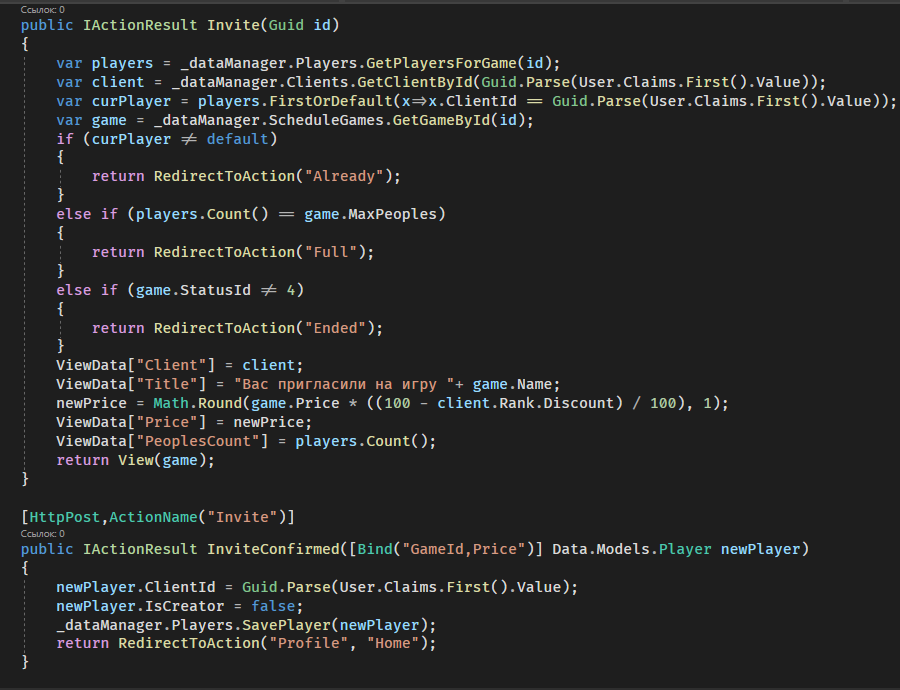 Ссылок: 0
public IActionResult Invite(Guid id)
{
var players = _dataManager.Players.GetPlayersForGame(id);
var client = _dataManager.Clients.GetClientById(Guid.Parse(User.Claims.First().Value));
var curPlayer = players.FirstOrDefault(x=>x.ClientId == Guid.Parse(User.Claims.First().Value));
var game = _dataManager.ScheduleGames.GetGameById(id);
if (curPlayer != default)
{
return RedirectToAction("Already");
}
else if (players.Count() == game.MaxPeoples)
{
return RedirectToAction("Full");
}
else if (game.StatusId != 4)
{
return RedirectToAction("Ended");
}
ViewData["Client"] = client;
ViewData["Title"] = "Вас пригласили на игру "+ game.Name;
newPrice = Math.Round(game.Price * ((100 - client.Rank.Discount) / 100), 1);
ViewData["Price"] = newPrice;
ViewData["PeoplesCount"] = players.Count();
return View(game);
}
[HttpPost,ActionName("Invite")]
Ссылок: 0
public IActionResult InviteConfirmed([Bind("GameId,Price")] Data.Models.Player newPlayer)
{
newPlayer.ClientId = Guid.Parse(User.Claims.First().Value);
newPlayer.IsCreator = false;
_dataManager.Players.SavePlayer(newPlayer);
return RedirectToAction("Profile", "Home");
}